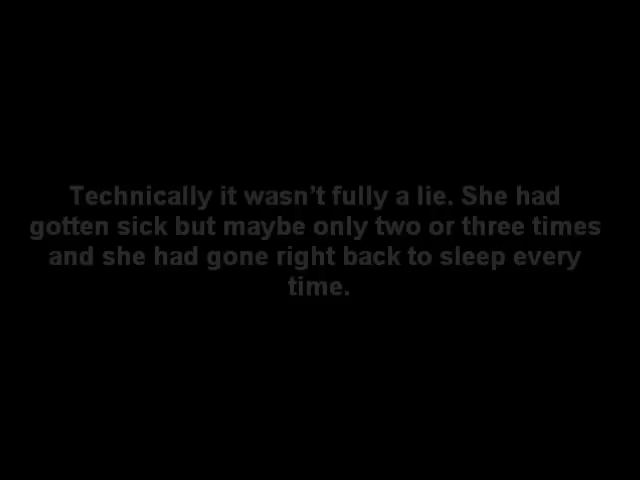 Technically it wasn’t fully a lie. She had
gotten sick but maybe only two or three times
and she had gone right back to sleep every
time.